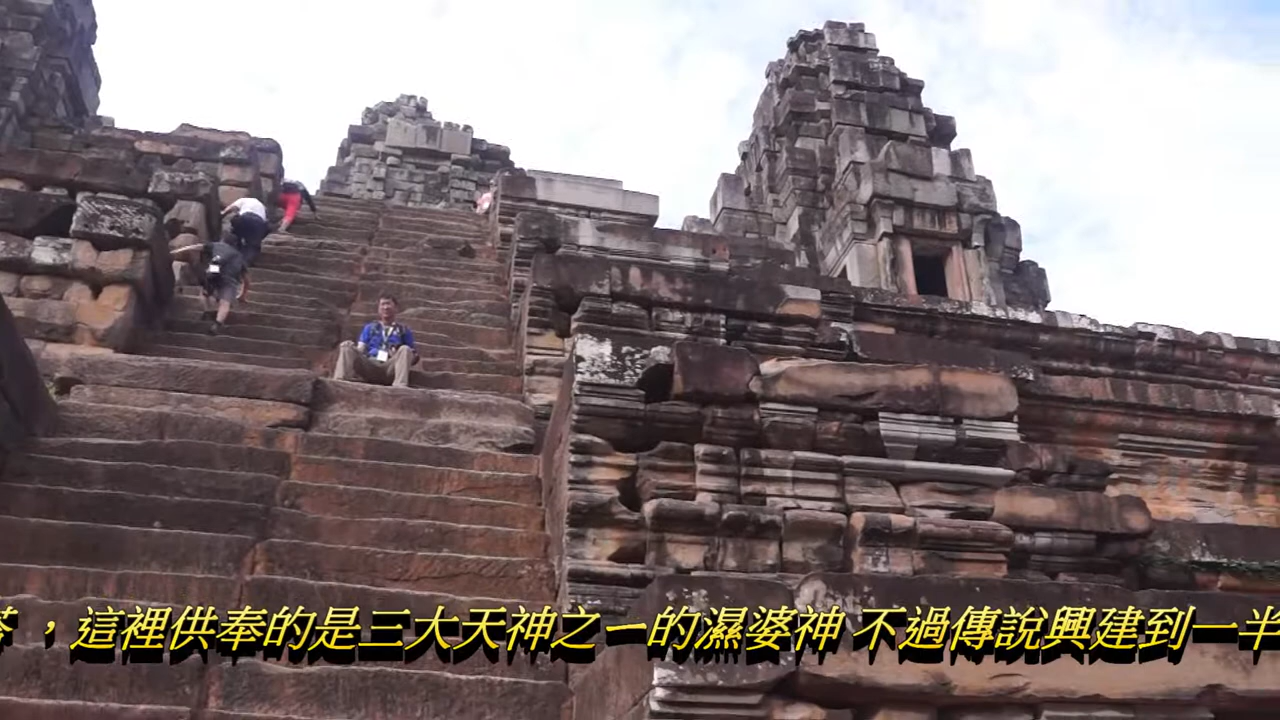 ，這裡供奉的是三大天神之一的濕婆神 不過傳說興建到一半